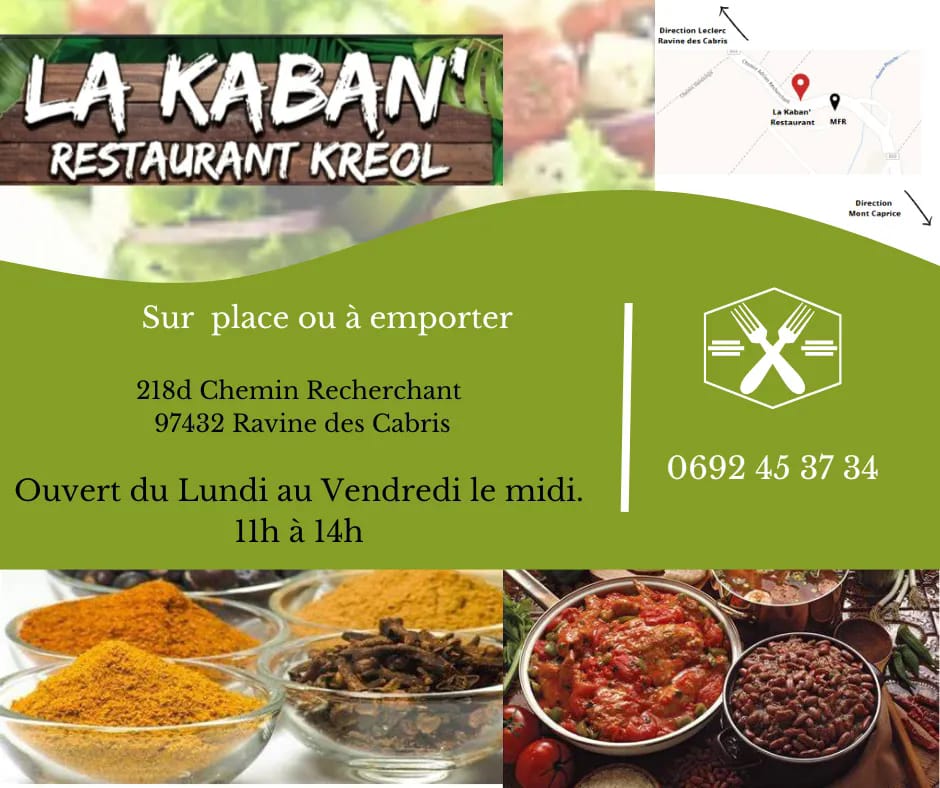 LA KABAN'
RESTAURANT KRÉOL
Direction Leclerc
Ravine des Cabris
La Kaban'
Restaurant
MFR
Direction
Mont Caprice
Sur place ou à emporter
218d Chemin Recherchant
97432 Ravine des Cabris
Ouvert du Lundi au Vendredi le midi.
11h à 14h
0692 45 37 34